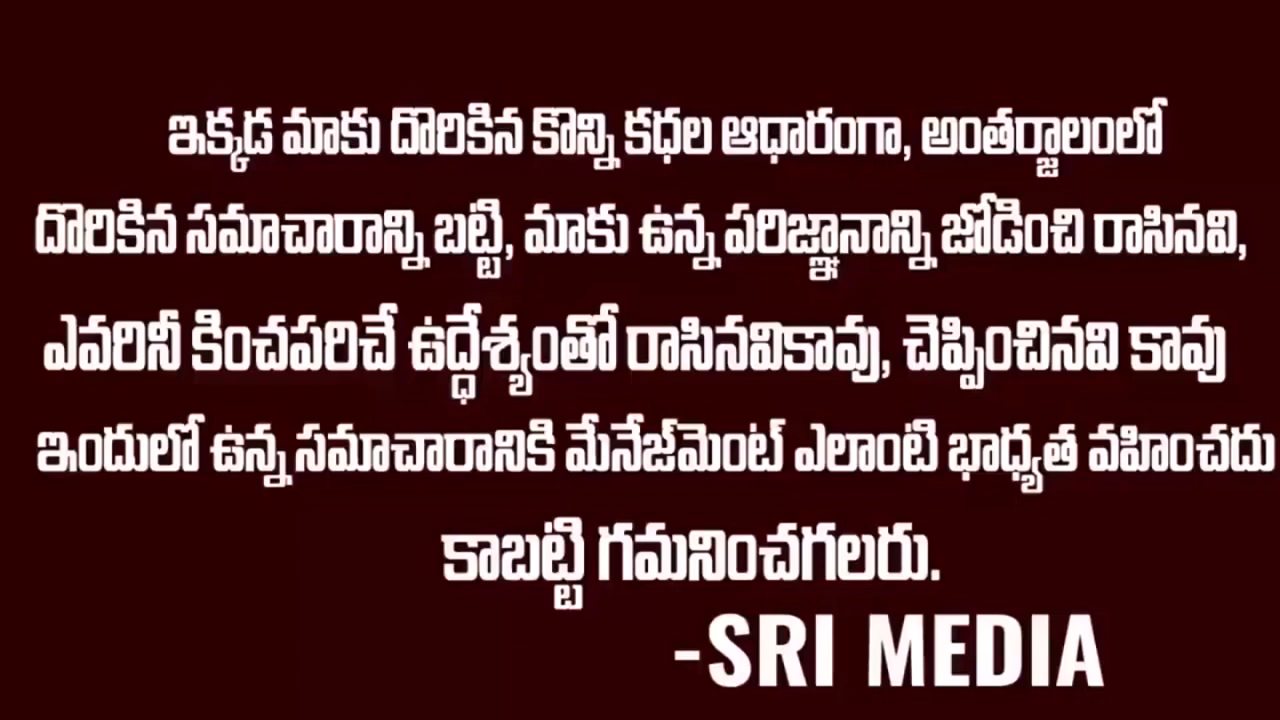 ఇక్కడ మాకు దొరికిన కొన్ని కధల ఆధారంగా, అంతర్జాలంలో
దొరికిన సమాచారాన్ని బట్టి, మాకు ఉన్న పరిజ్ఞానాన్ని జోడించి రాసినవి,
ఎవరినీ కించపరిచే ఉద్ధేశ్యంతో రాసినవికావు, చెప్పించినవి కావు
ఇందులో ఉన్న సమాచారానికి మేనేజ్‌మెంట్ ఎలాంటి భాధ్యత వహించదు
కాబట్టి గమనించగలరు.
-SRI MEDIA